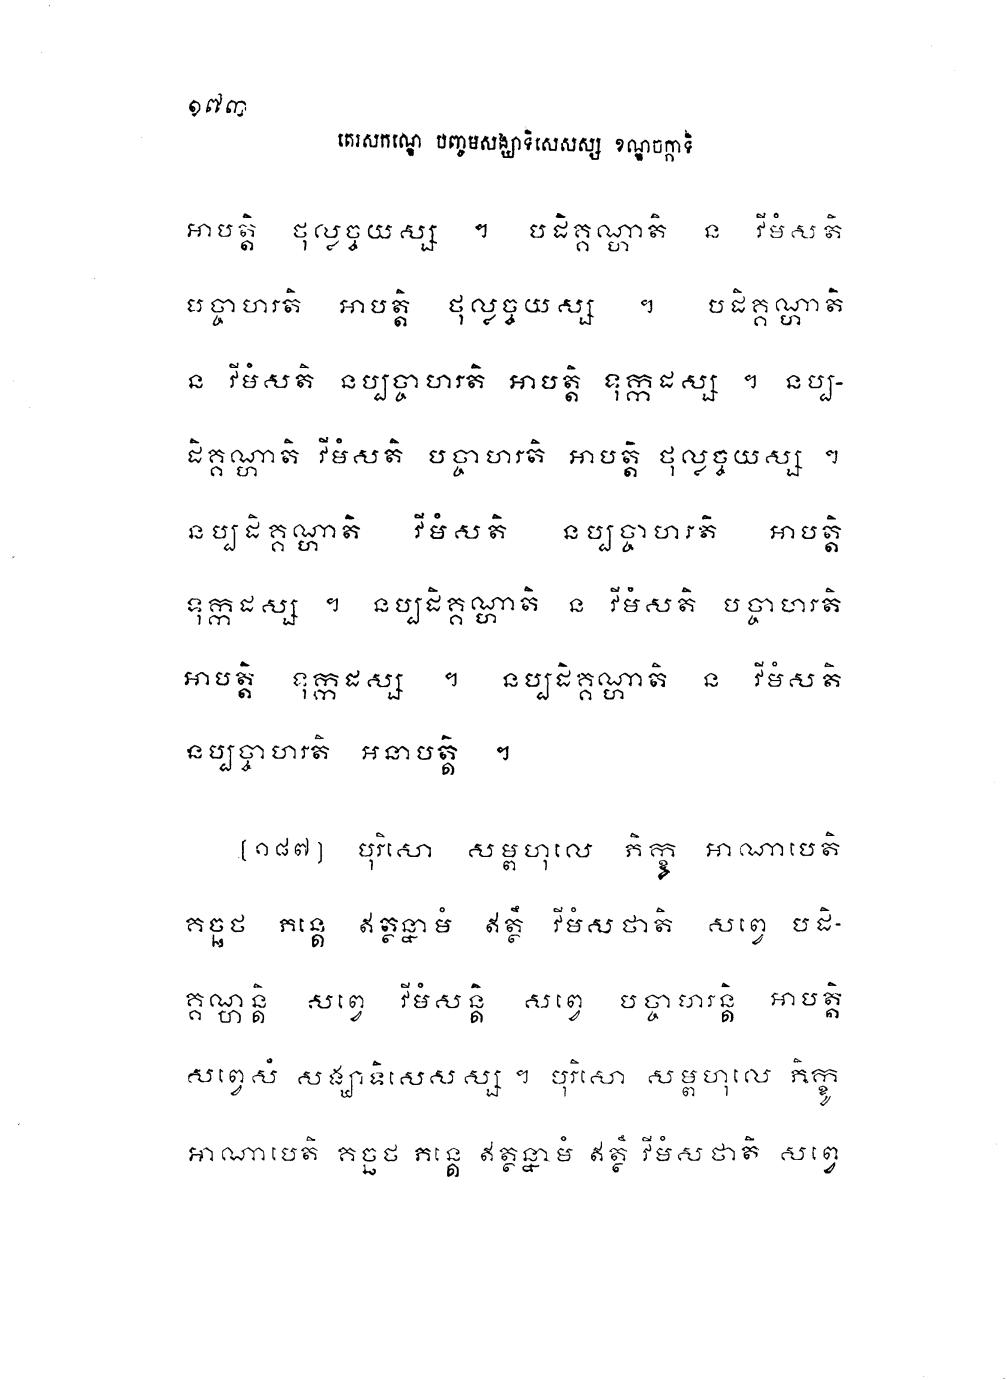 ១៧៣
តេរសកណ្ឌេ បញ្ចមសង្ឃាទិសេសស្ស ខណ្ឌចក្កាទិ
អាបត្តិ ថុល្លច្ចយស្ស ។ បដិគ្គណ្ហាតិ ន វីមំសតិ
បច្ចាហរតិ អាបត្តិ ថុល្លច្ចយស្ស ។ បដិគ្គណ្ហាតិ
ន វីមំសតិ នប្បច្ចាហរតិ អាបត្តិ ទុក្កដស្ស ។ នប្ប-
ដិគ្គណ្ហាតិ វីមំសតិ បច្ចាហរតិ អាបត្តិ ថុល្លច្ចយស្ស ។
នប្បដិគ្គណ្ហាតិ វីមំសតិ នប្បច្ចាហរតិ អាបត្តិ
ទុក្កដស្ស ។ នប្បដិគ្គណ្ហាតិ ន វីមំសតិ បច្ចាហរតិ
អាបត្តិ ទុក្កដស្ស ។ នប្បដិគ្គណ្ហាតិ ន វីមំសតិ
នប្បច្ចាហរតិ អនាបត្តិ ។
[១៨៧] បុរិសោ សម្ពហុលេ ភិក្ខូ អាណាបេតិ
គច្ឆថ ភន្តេ ឥត្ថន្នាមំ ឥត្ថឹ វីមំសថាតិ សព្វេ បដិ-
គ្គណ្ហន្តិ សព្វេ វីមំសន្តិ សព្វេ បច្ចាហរន្តិ អាបត្តិ
សព្វេសំ សង្ឃាទិសេសស្ស ។ បុរិសោ សម្ពហុលេ ភិក្ខូ
អាណាបេតិ គច្ឆថ ភន្តេ ឥត្ថន្នាមំ ឥត្ថឹ វីមំសថាតិ សព្វេ